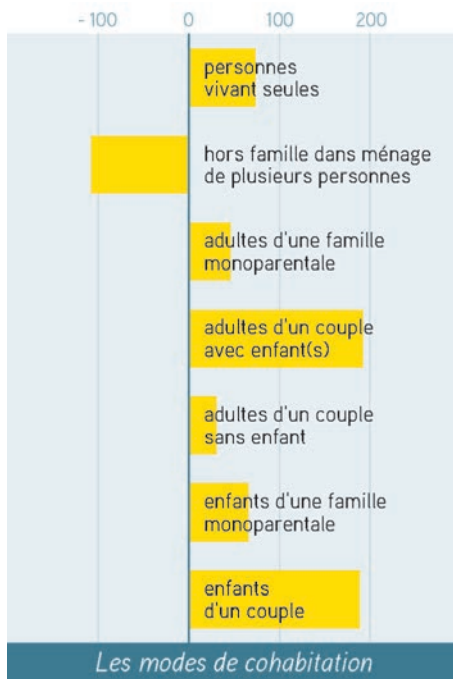 - 100 0 100 200
personnes
vivant seules
hors famille dans ménage
de plusieurs personnes
adultes d'une famille
monoparentale
adultes d'un couple
avec enfant(s)
adultes d'un couple
sans enfant
enfants d'une famille
monoparentale
enfants
d'un couple
Les modes de cohabitation